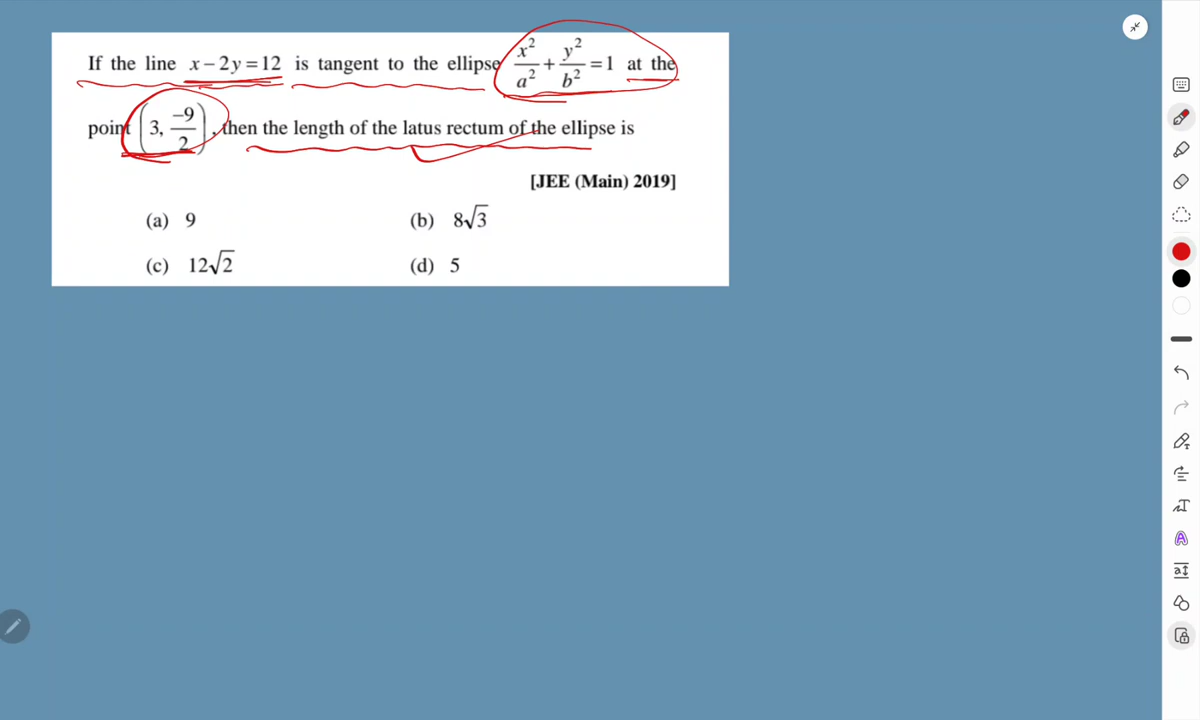 If the line x − 2y = 12 is tangent to the ellipse x²/a² + y²/b² = 1 at the
point (3, −9/2), then the length of the latus rectum of the ellipse is
[JEE (Main) 2019]
(a) 9 (b) 8√3
(c) 12√2 (d) 5